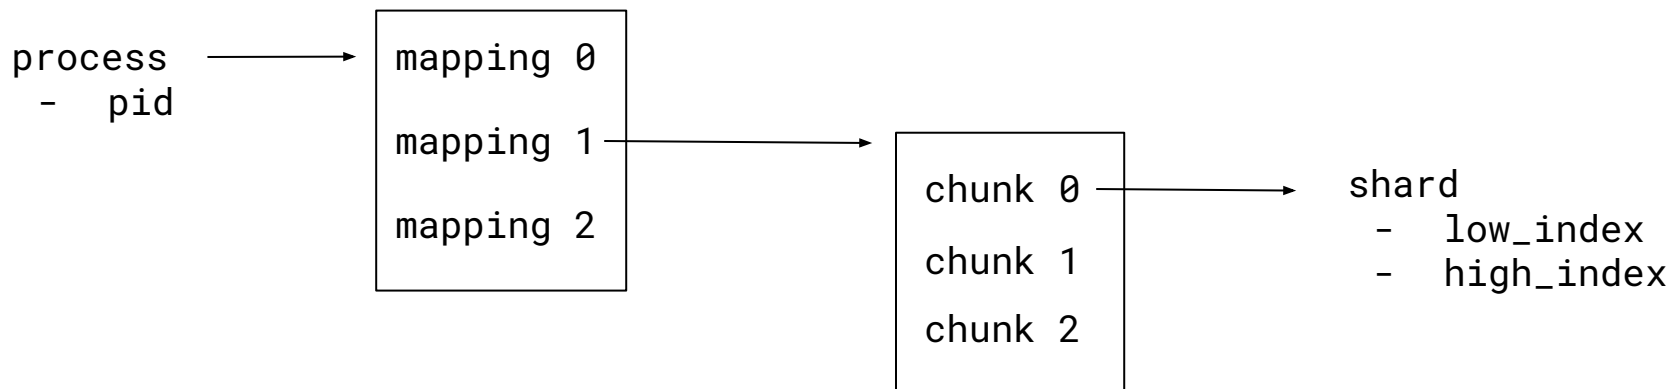 process
- pid
mapping 0
mapping 1
mapping 2
chunk 0
chunk 1
chunk 2
shard
- low_index
- high_index